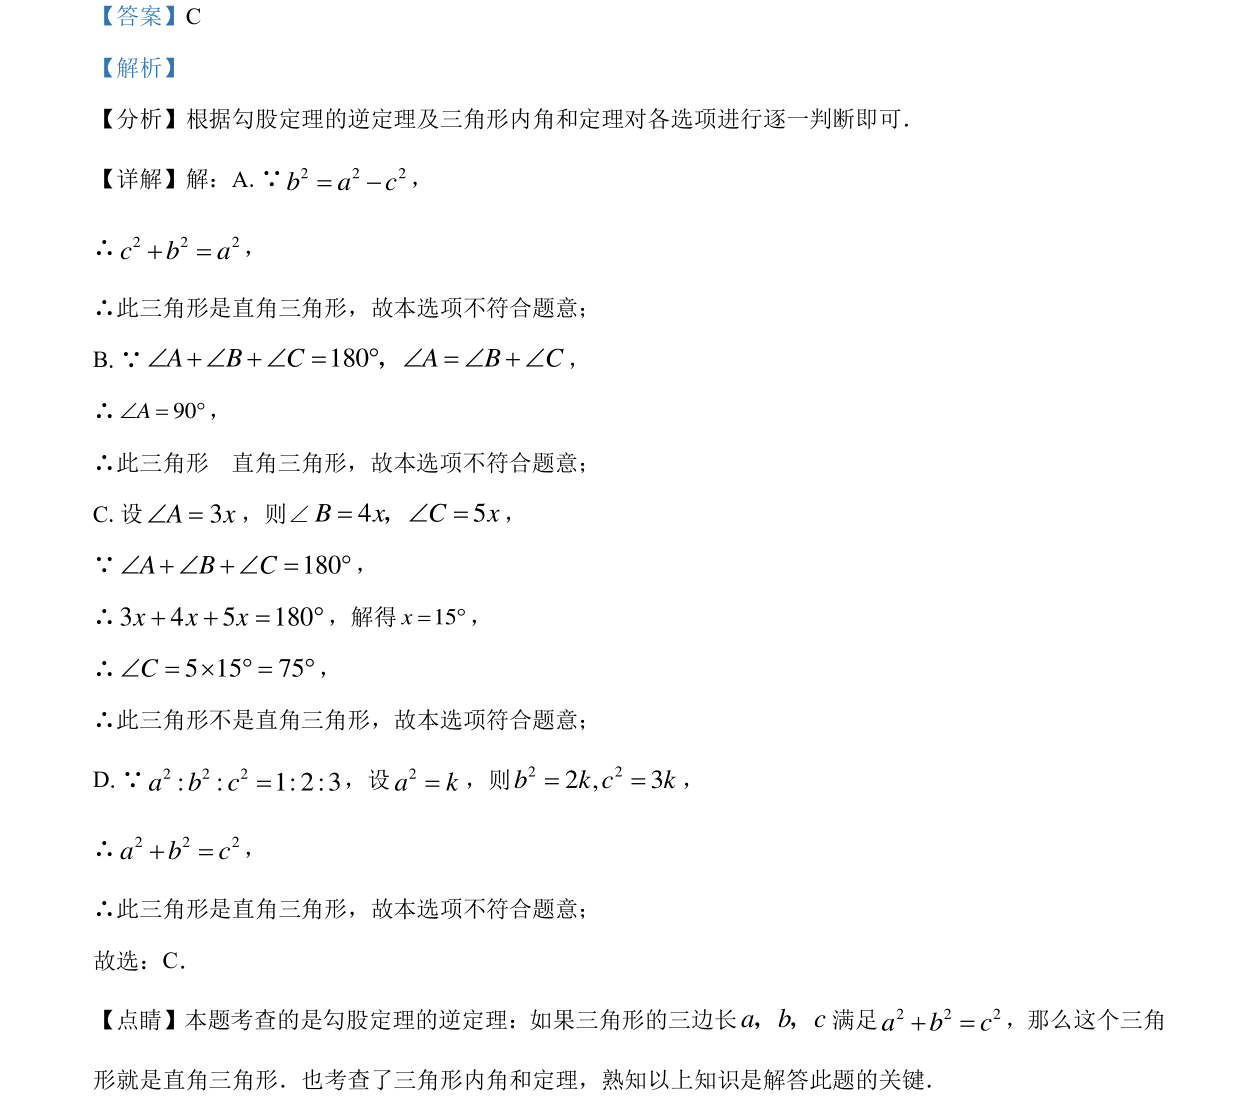 【答案】C
【解析】
【分析】根据勾股定理的逆定理及三角形内角和定理对各选项进行逐一判断即可．
【详解】解：A. ∵b²=a²−c²，
∴c²+b²=a²，
∴此三角形是直角三角形，故本选项不符合题意；
B. ∵∠A+∠B+∠C=180°，∠A=∠B+∠C，
∴∠A=90°，
∴此三角形　直角三角形，故本选项不符合题意；
C. 设∠A=3x，则∠B=4x，∠C=5x，
∵∠A+∠B+∠C=180°，
∴3x+4x+5x=180°，解得x=15°，
∴∠C=5×15°=75°，
∴此三角形不是直角三角形，故本选项符合题意；
D. ∵a²:b²:c²=1:2:3，设a²=k，则b²=2k,c²=3k，
∴a²+b²=c²，
∴此三角形是直角三角形，故本选项不符合题意；
故选：C．
【点睛】本题考查的是勾股定理的逆定理：如果三角形的三边长a，b，c满足a²+b²=c²，那么这个三角
形就是直角三角形．也考查了三角形内角和定理，熟知以上知识是解答此题的关键．